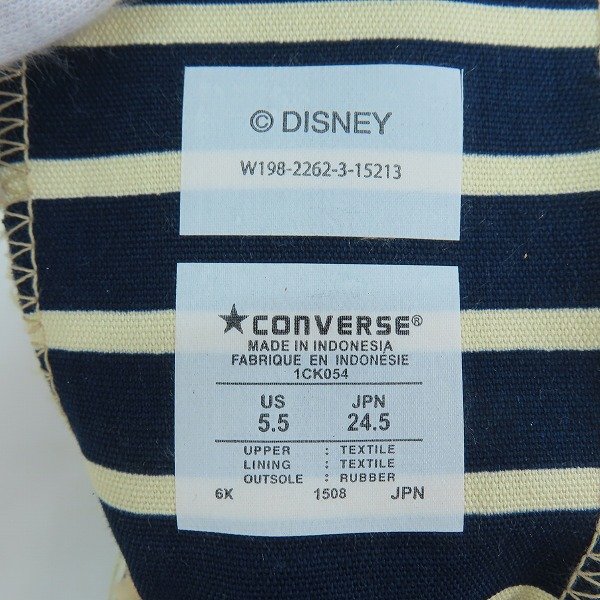 © DISNEY
W198-2262-3-15213
★CONVERSE®
MADE IN INDONESIA
FABRIQUE EN INDONÉSIE
1CK054
US JPN
5.5 24.5
UPPER : TEXTILE
LINING : TEXTILE
OUTSOLE : RUBBER
6K 1508 JPN